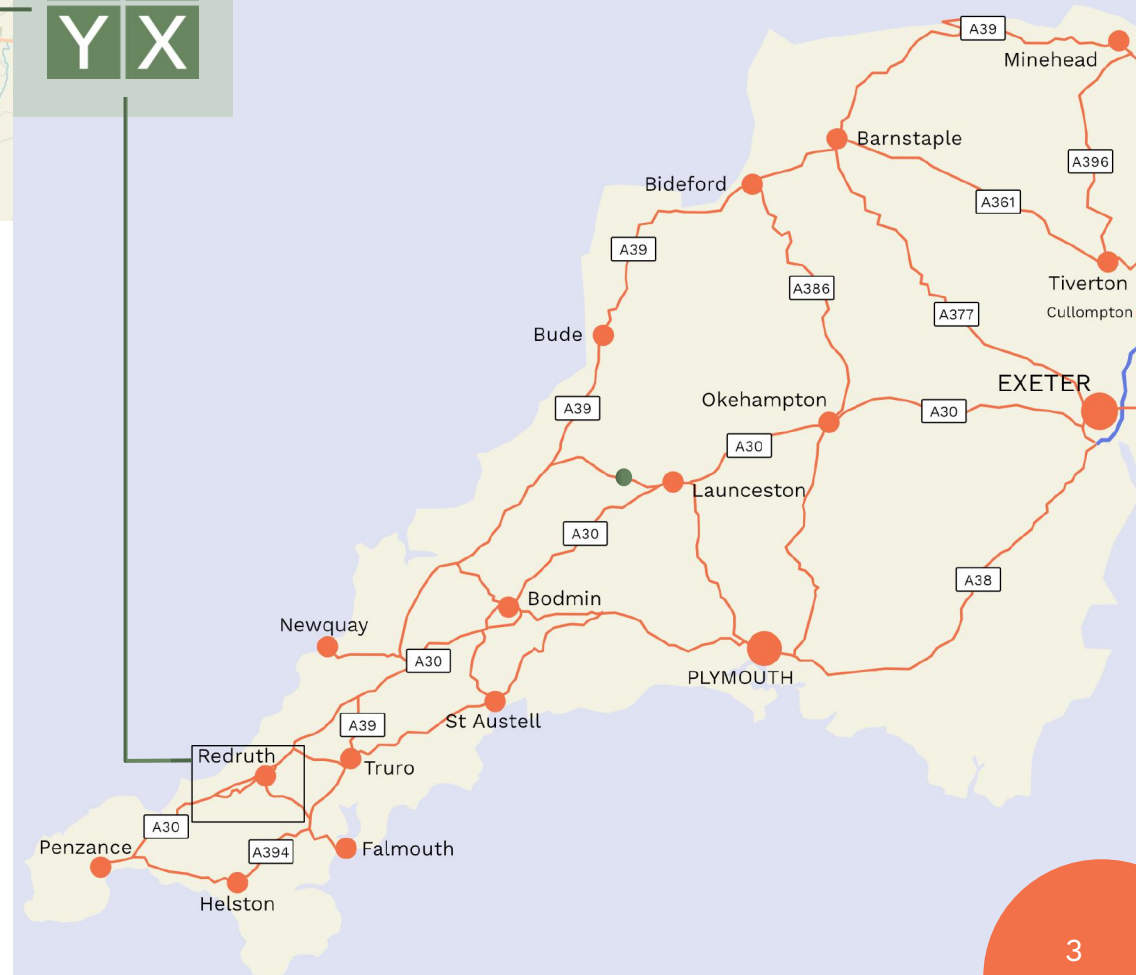 Y X
A39
Minehead
Barnstaple
A396
Bideford
A361
A39
Tiverton
A386
Cullompton
A377
Bude
EXETER
Okehampton
A39
A30
A30
Launceston
A30
A38
Bodmin
Newquay
A30
PLYMOUTH
St Austell
A39
Redruth
Truro
A30
Penzance
A394
Falmouth
Helston
3